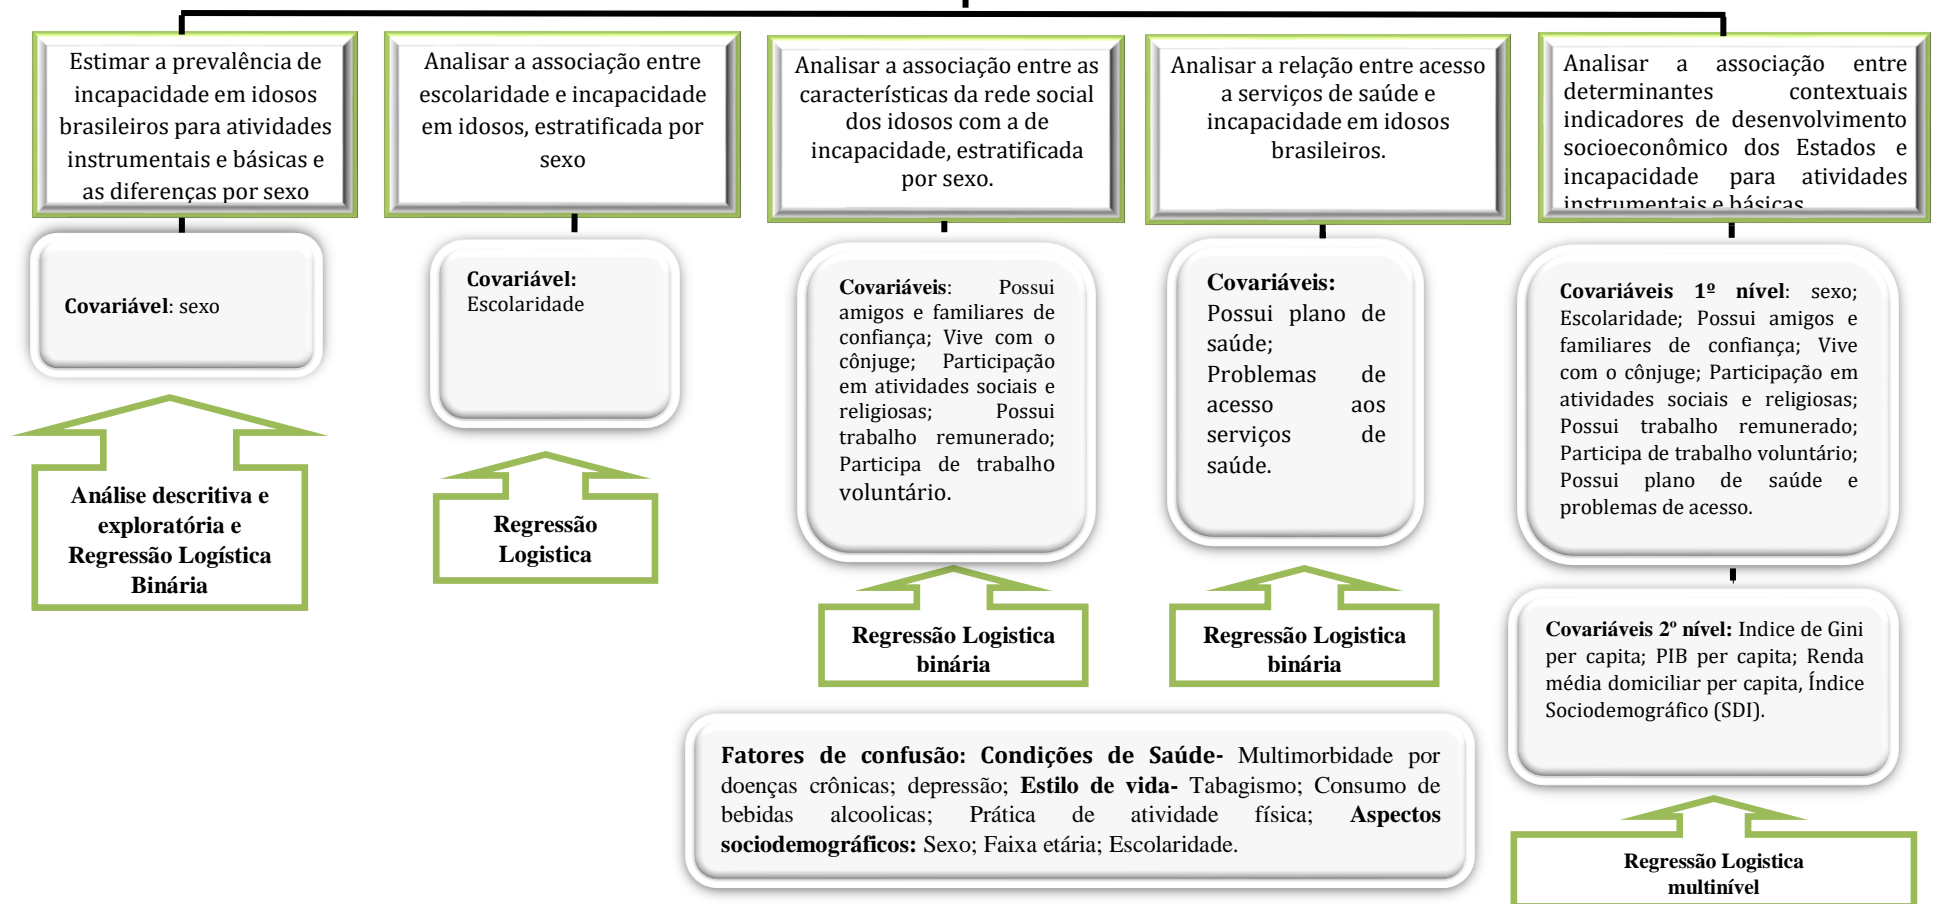 Estimar a prevalência de
incapacidade em idosos
brasileiros para atividades
instrumentais e básicas e
as diferenças por sexo
Analisar a associação entre
escolaridade e incapacidade
em idosos, estratificada por
sexo
Analisar a associação entre as
características da rede social
dos idosos com a de
incapacidade, estratificada
por sexo.
Analisar a relação entre acesso
a serviços de saúde e
incapacidade em idosos
brasileiros.
Analisar a associação entre
determinantes contextuais
indicadores de desenvolvimento
socioeconômico dos Estados e
incapacidade para atividades
instrumentais e básicas
Covariável: sexo
Covariável:
Escolaridade
Covariáveis: Possui
amigos e familiares de
confiança; Vive com o
cônjuge; Participação
em atividades sociais e
religiosas; Possui
trabalho remunerado;
Participa de trabalho
voluntário.
Covariáveis:
Possui plano de
saúde;
Problemas de
acesso aos
serviços de
saúde.
Covariáveis 1º nível: sexo;
Escolaridade; Possui amigos e
familiares de confiança; Vive
com o cônjuge; Participação em
atividades sociais e religiosas;
Possui trabalho remunerado;
Participa de trabalho voluntário;
Possui plano de saúde e
problemas de acesso.
Análise descritiva e
exploratória e
Regressão Logística
Binária
Regressão
Logistica
Regressão Logistica
binária
Regressão Logistica
binária
Covariáveis 2º nível: Indice de Gini
per capita; PIB per capita; Renda
média domiciliar per capita, Índice
Sociodemográfico (SDI).
Fatores de confusão: Condições de Saúde- Multimorbidade por
doenças crônicas; depressão; Estilo de vida- Tabagismo; Consumo de
bebidas alcoolicas; Prática de atividade física; Aspectos
sociodemográficos: Sexo; Faixa etária; Escolaridade.
Regressão Logistica
multinível